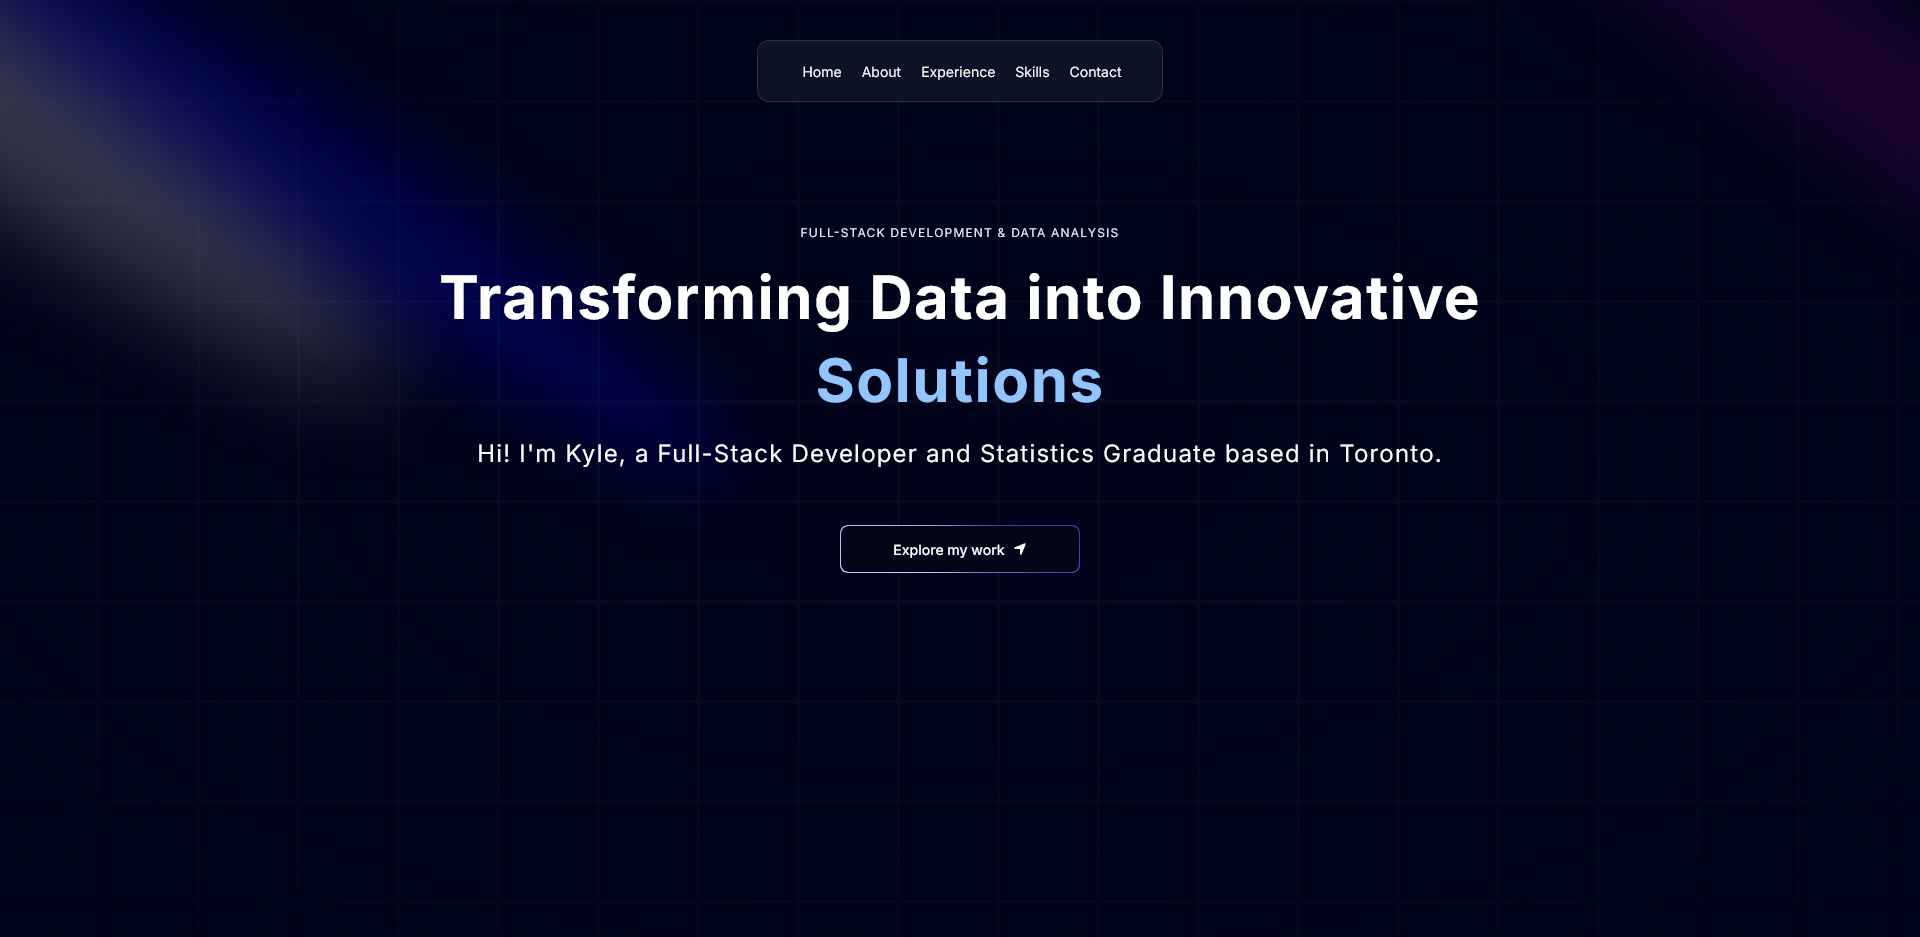 Home About Experience Skills Contact
FULL-STACK DEVELOPMENT & DATA ANALYSIS
Transforming Data into Innovative
Solutions
Hi! I'm Kyle, a Full-Stack Developer and Statistics Graduate based in Toronto.
Explore my work